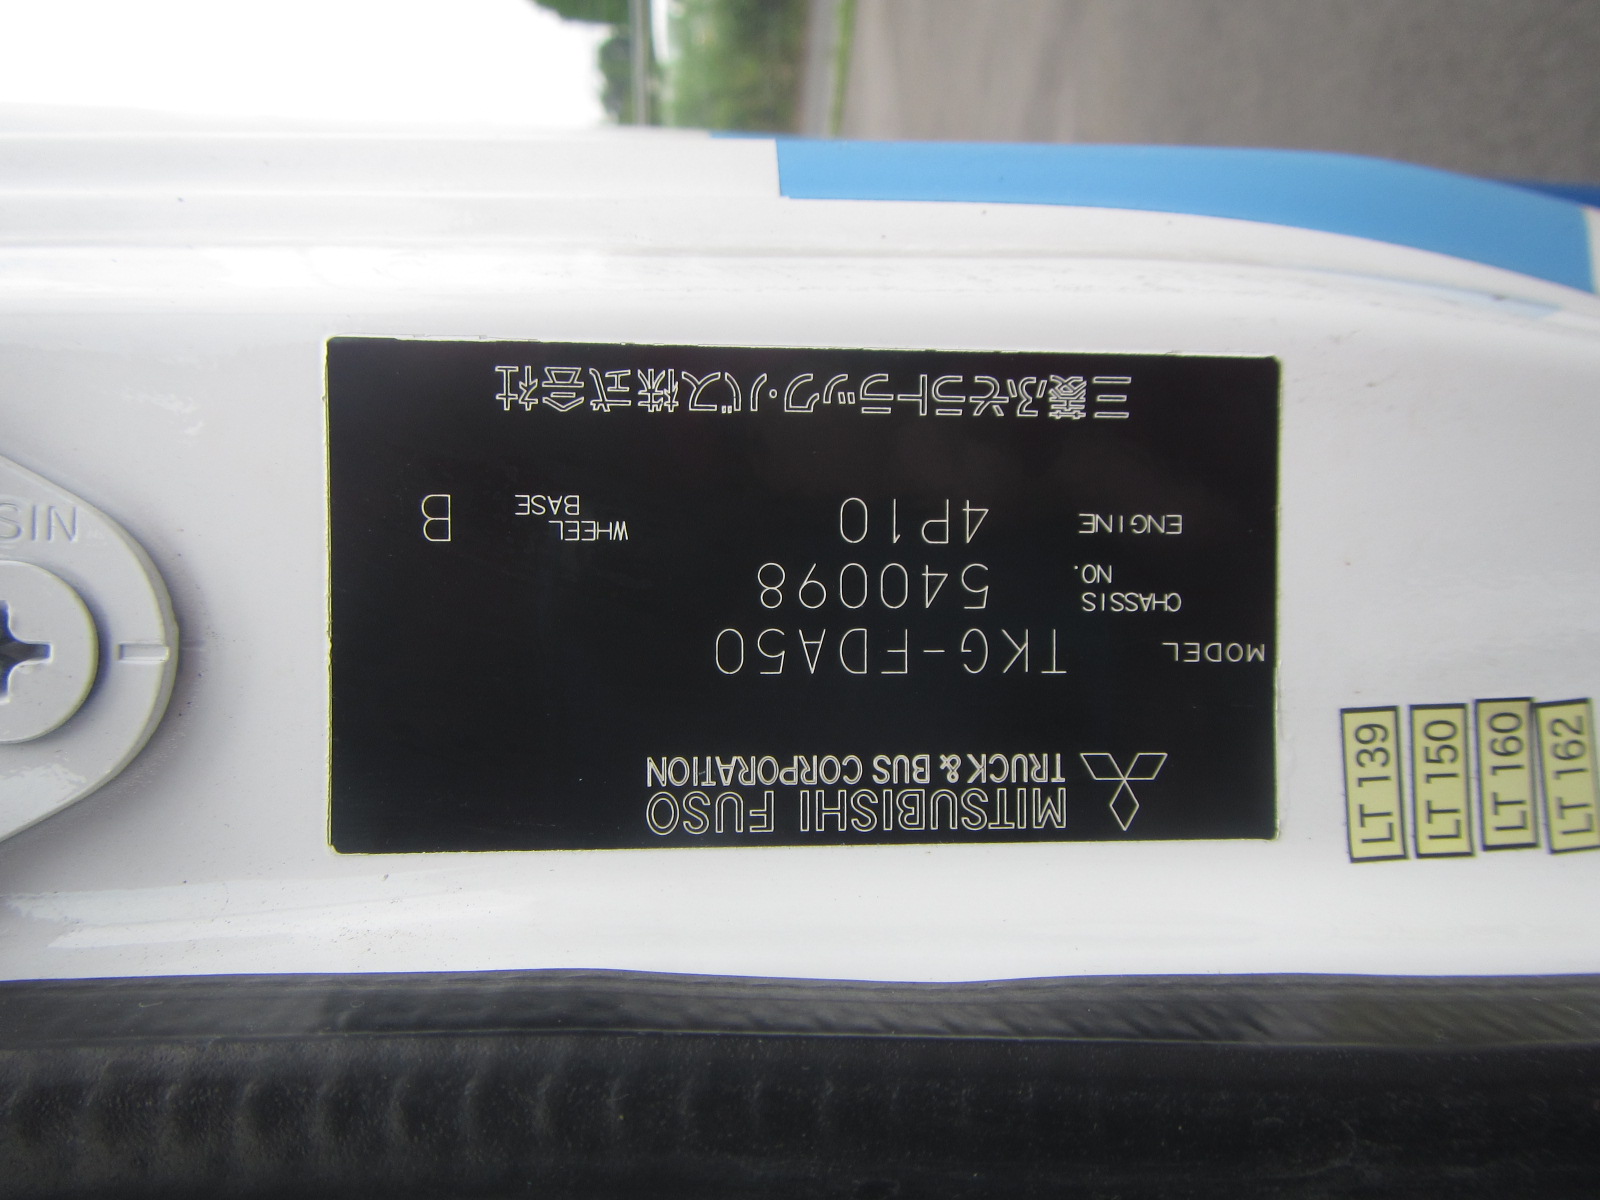 MITSUBISHI FUSO
TRUCK & BUS CORPORATION
MODEL TKG-FDA50
CHASSIS NO. 540098
ENGINE 4P10 WHEEL BASE B
三菱ふそうトラック・バス株式会社
LT 139
LT 150
LT 160
LT 162